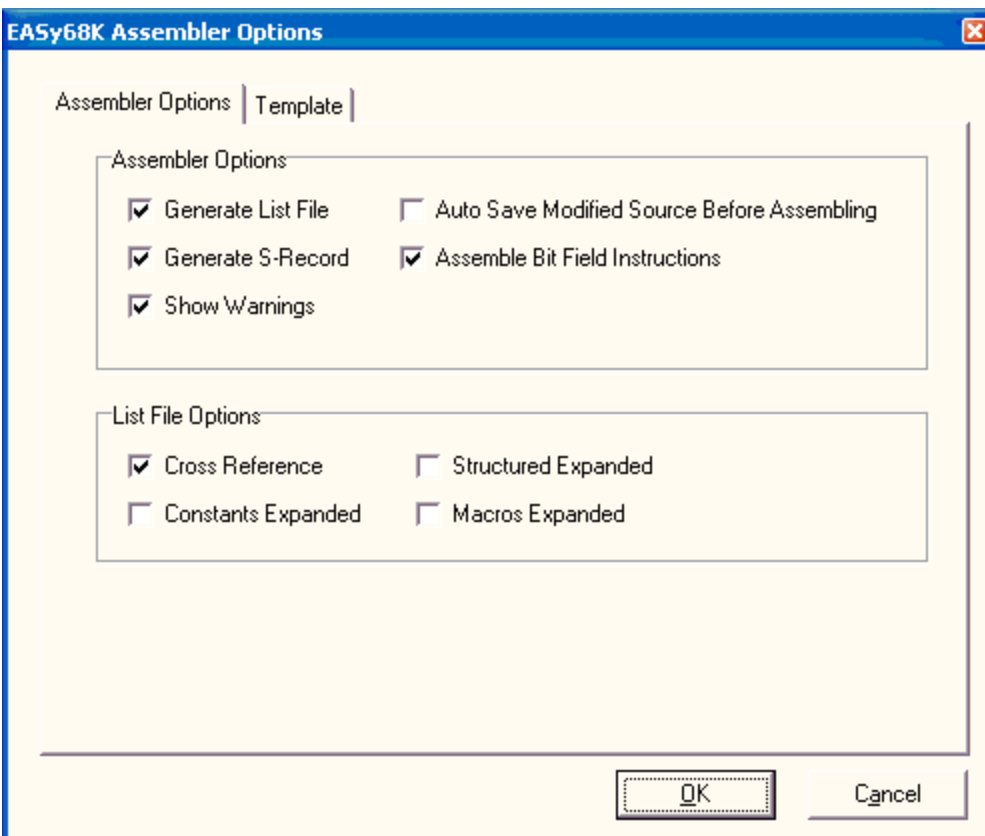 EASy68K Assembler Options
Assembler Options Template
Assembler Options
Generate List File Auto Save Modified Source Before Assembling
Generate S-Record Assemble Bit Field Instructions
Show Warnings
List File Options
Cross Reference Structured Expanded
Constants Expanded Macros Expanded
OK Cancel